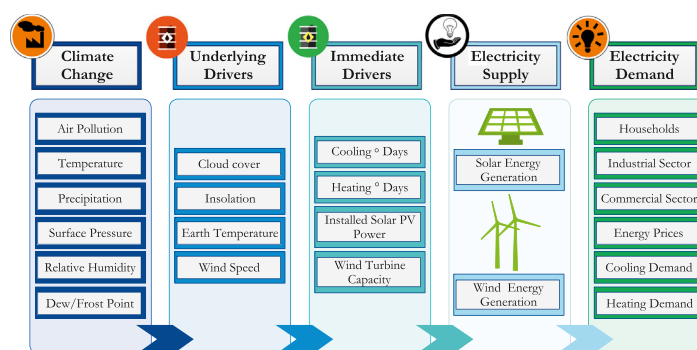 Climate
Change
Underlying
Drivers
Immediate
Drivers
Electricity
Supply
Electricity
Demand
Air Pollution
Temperature
Precipitation
Surface Pressure
Relative Humidity
Dew/Frost Point
Cloud cover
Insolation
Earth Temperature
Wind Speed
Cooling ° Days
Heating ° Days
Installed Solar PV
Power
Wind Turbine
Capacity
Solar Energy
Generation
Wind Energy
Generation
Households
Industrial Sector
Commercial Sector
Energy Prices
Cooling Demand
Heating Demand